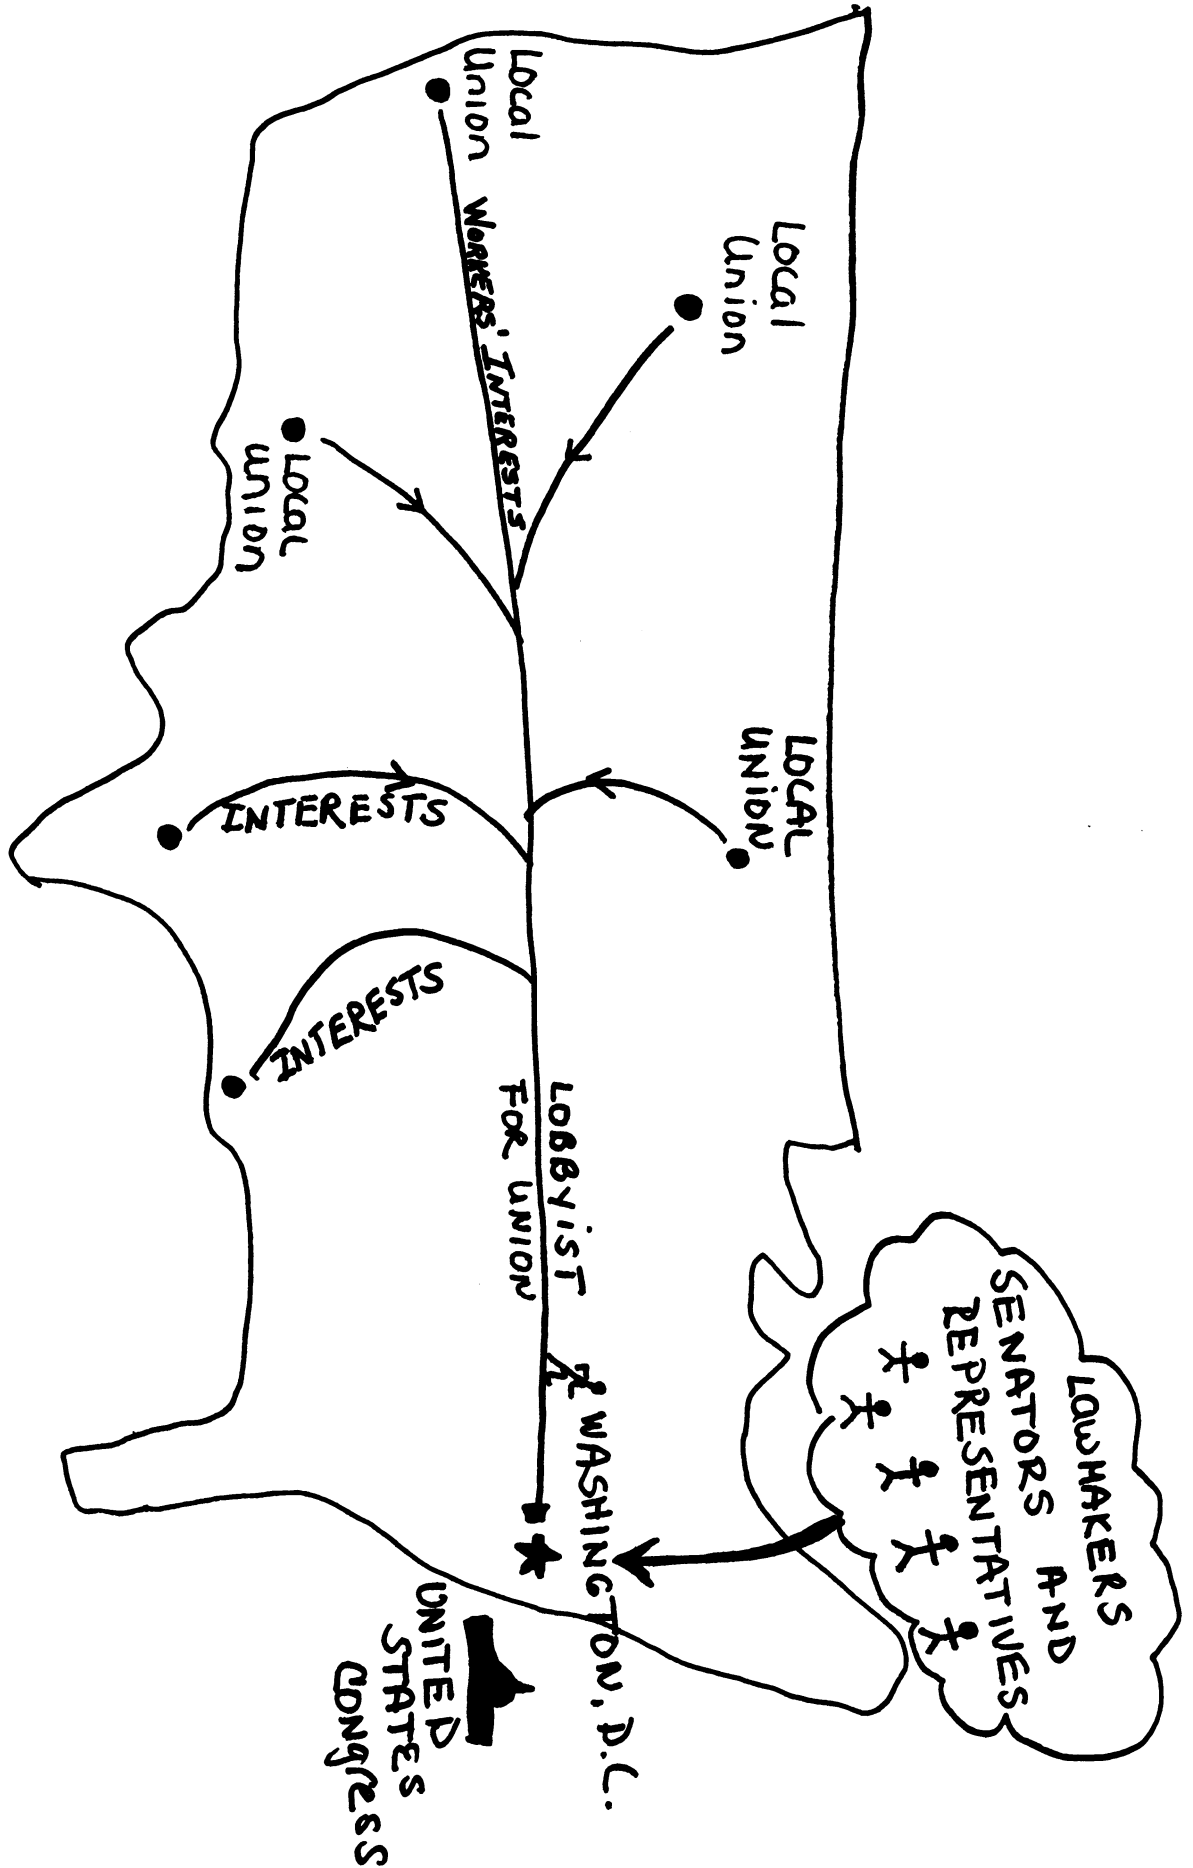 Local
Union
WORKERS' INTERESTS
Local
Union
Local
Union
LOCAL
UNION
INTERESTS
INTERESTS
LOBBYiST
FOR UNION
LAWMAKERS
SENATORS AND
REPRESENTATIVES
WASHINGTON, D.C.
UNITED
STATES
CONgRESS